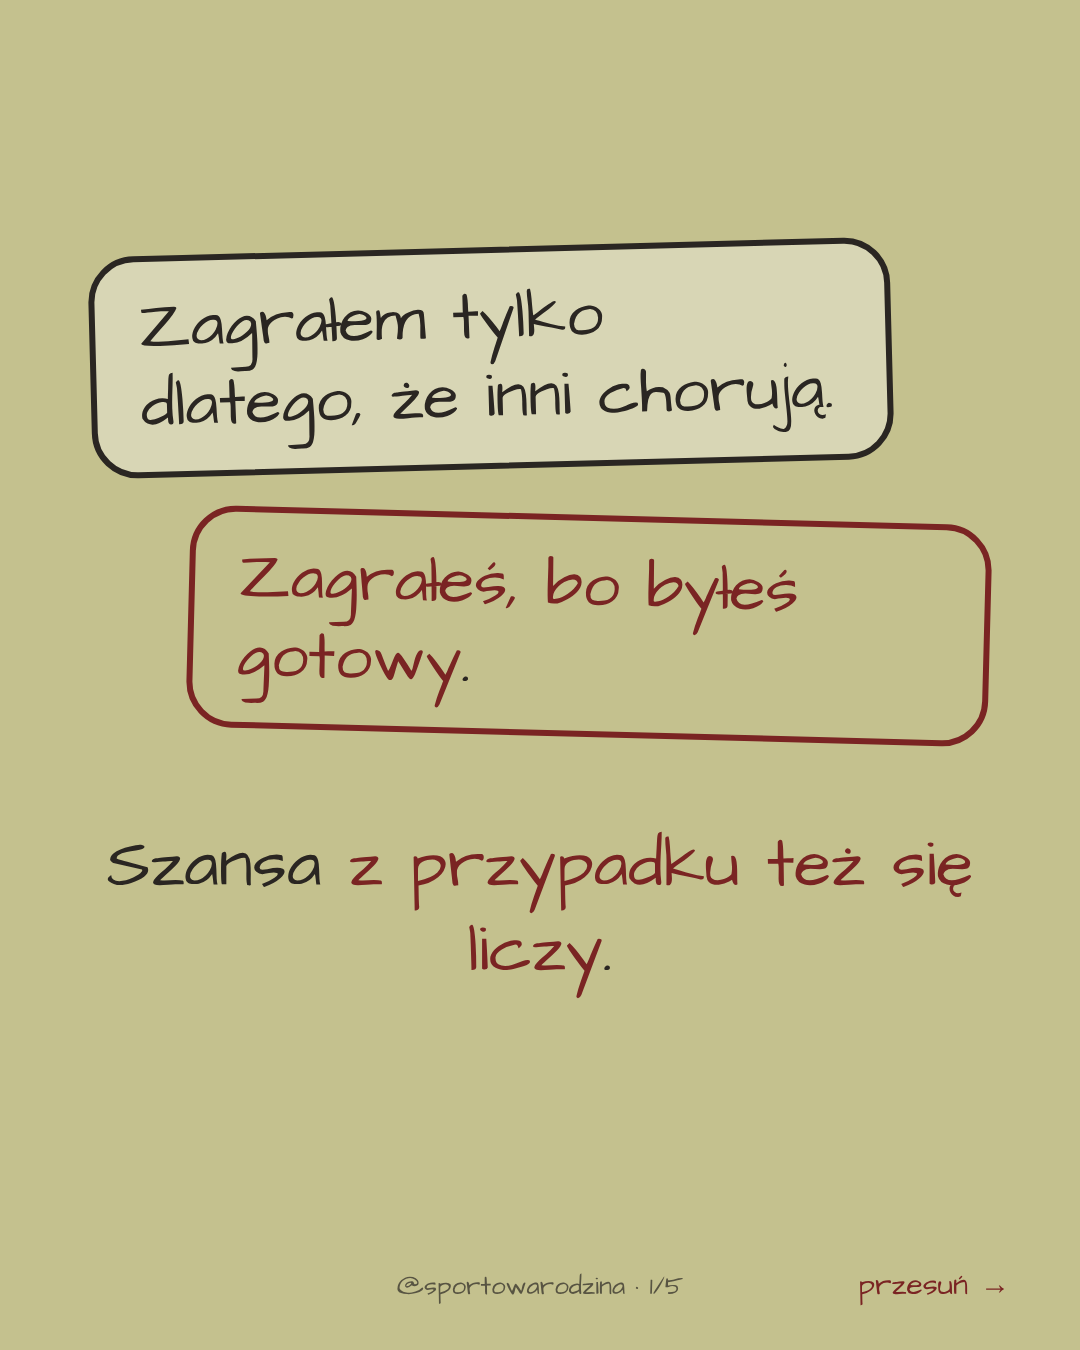 Zagrałem tylko
dlatego, że inni chorują.
Zagrałeś, bo byłeś
gotowy.
Szansa z przypadku też się
liczy.
@sportowarodzina · 1/5
przesuń →